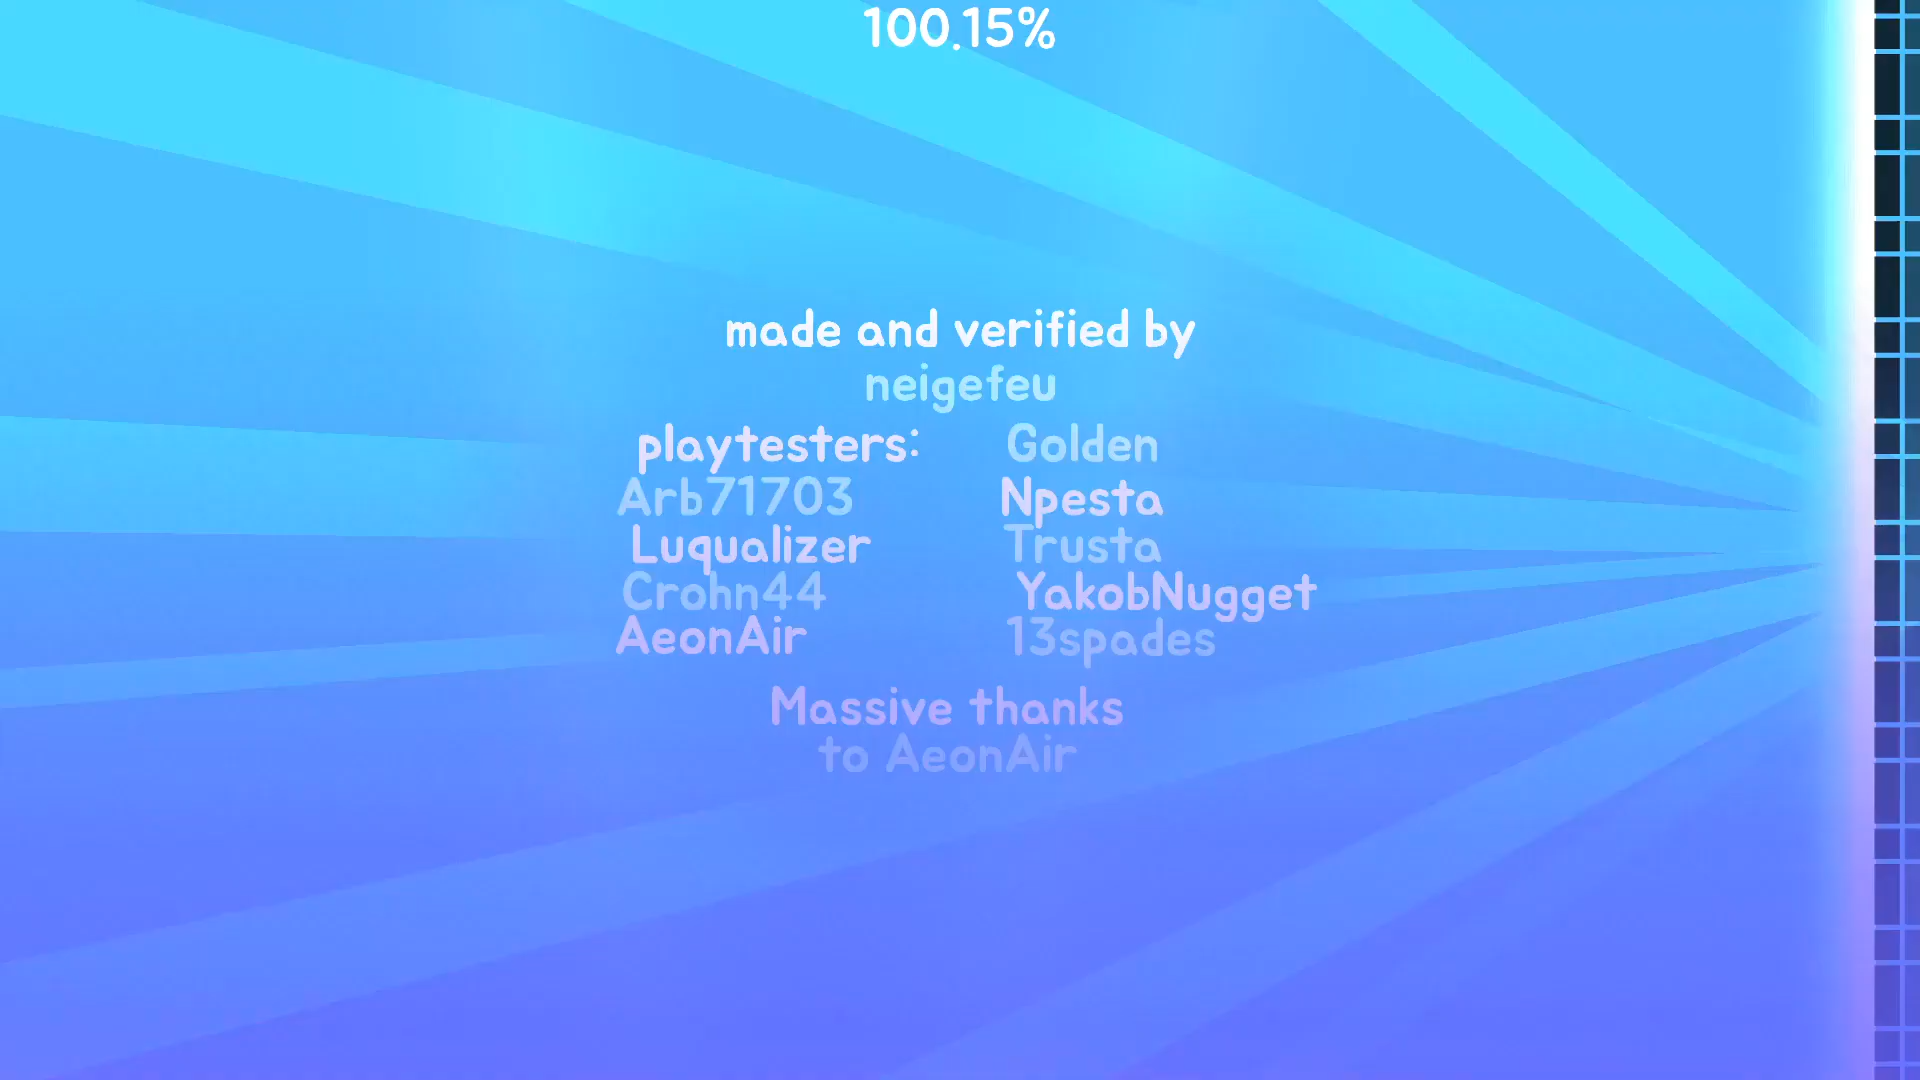 100.15%
made and verified by
neigefeu
playtesters:
Arb71703
Luqualizer
Crohn44
AeonAir
Golden
Npesta
Trusta
YakobNugget
13spades
Massive thanks
to AeonAir